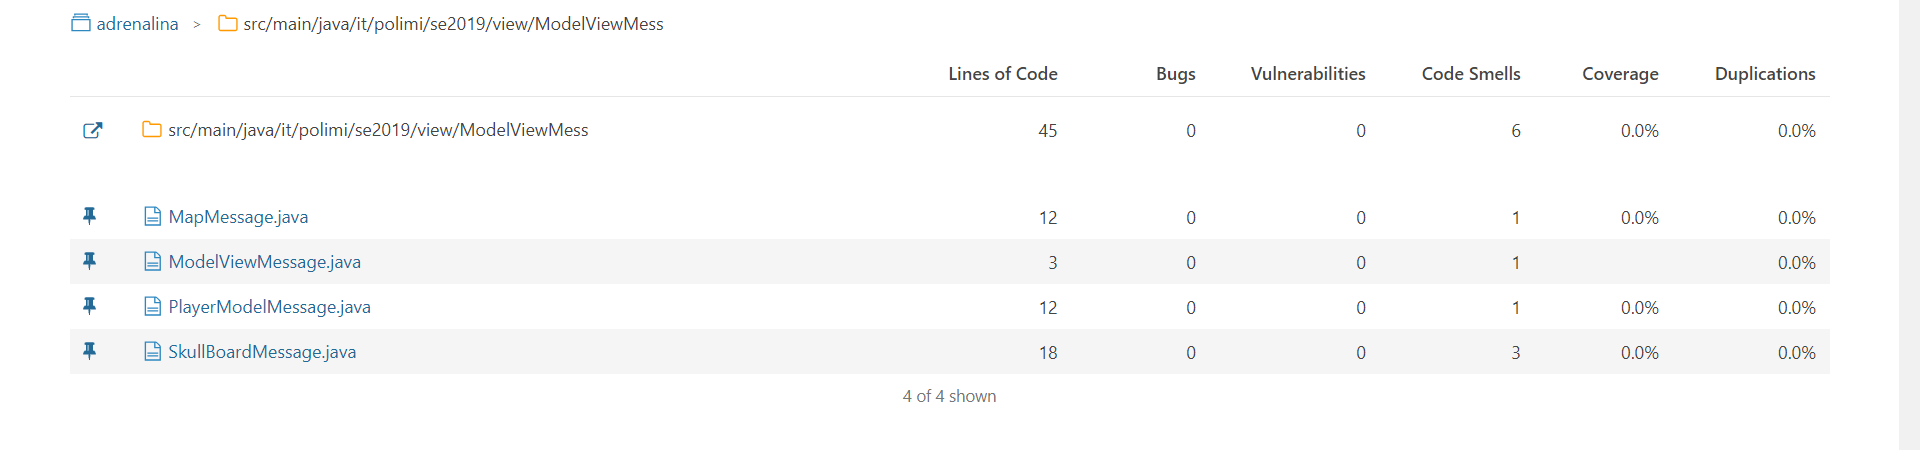 adrenalina > src/main/java/it/polimi/se2019/view/ModelViewMess
Lines of Code Bugs Vulnerabilities Code Smells Coverage Duplications
src/main/java/it/polimi/se2019/view/ModelViewMess 45 0 0 6 0.0% 0.0%
MapMessage.java 12 0 0 1 0.0% 0.0%
ModelViewMessage.java 3 0 0 1 0.0%
PlayerModelMessage.java 12 0 0 1 0.0% 0.0%
SkullBoardMessage.java 18 0 0 3 0.0% 0.0%
4 of 4 shown